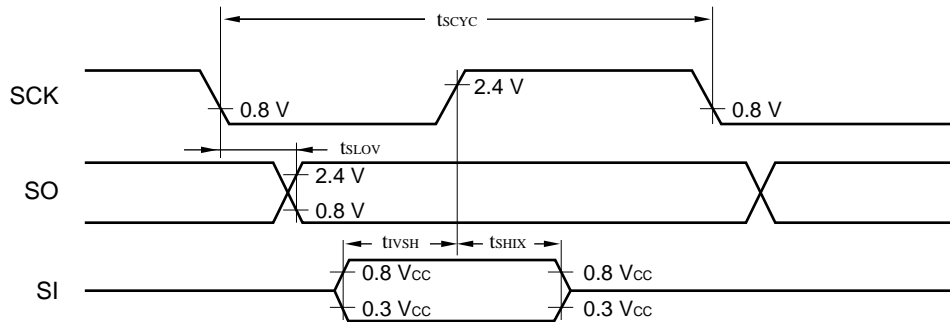 tSCYC
SCK
0.8 V
2.4 V
0.8 V
tSLOV
SO
2.4 V
0.8 V
tIVSH
tSHIX
SI
0.8 VCC
0.8 VCC
0.3 VCC
0.3 VCC